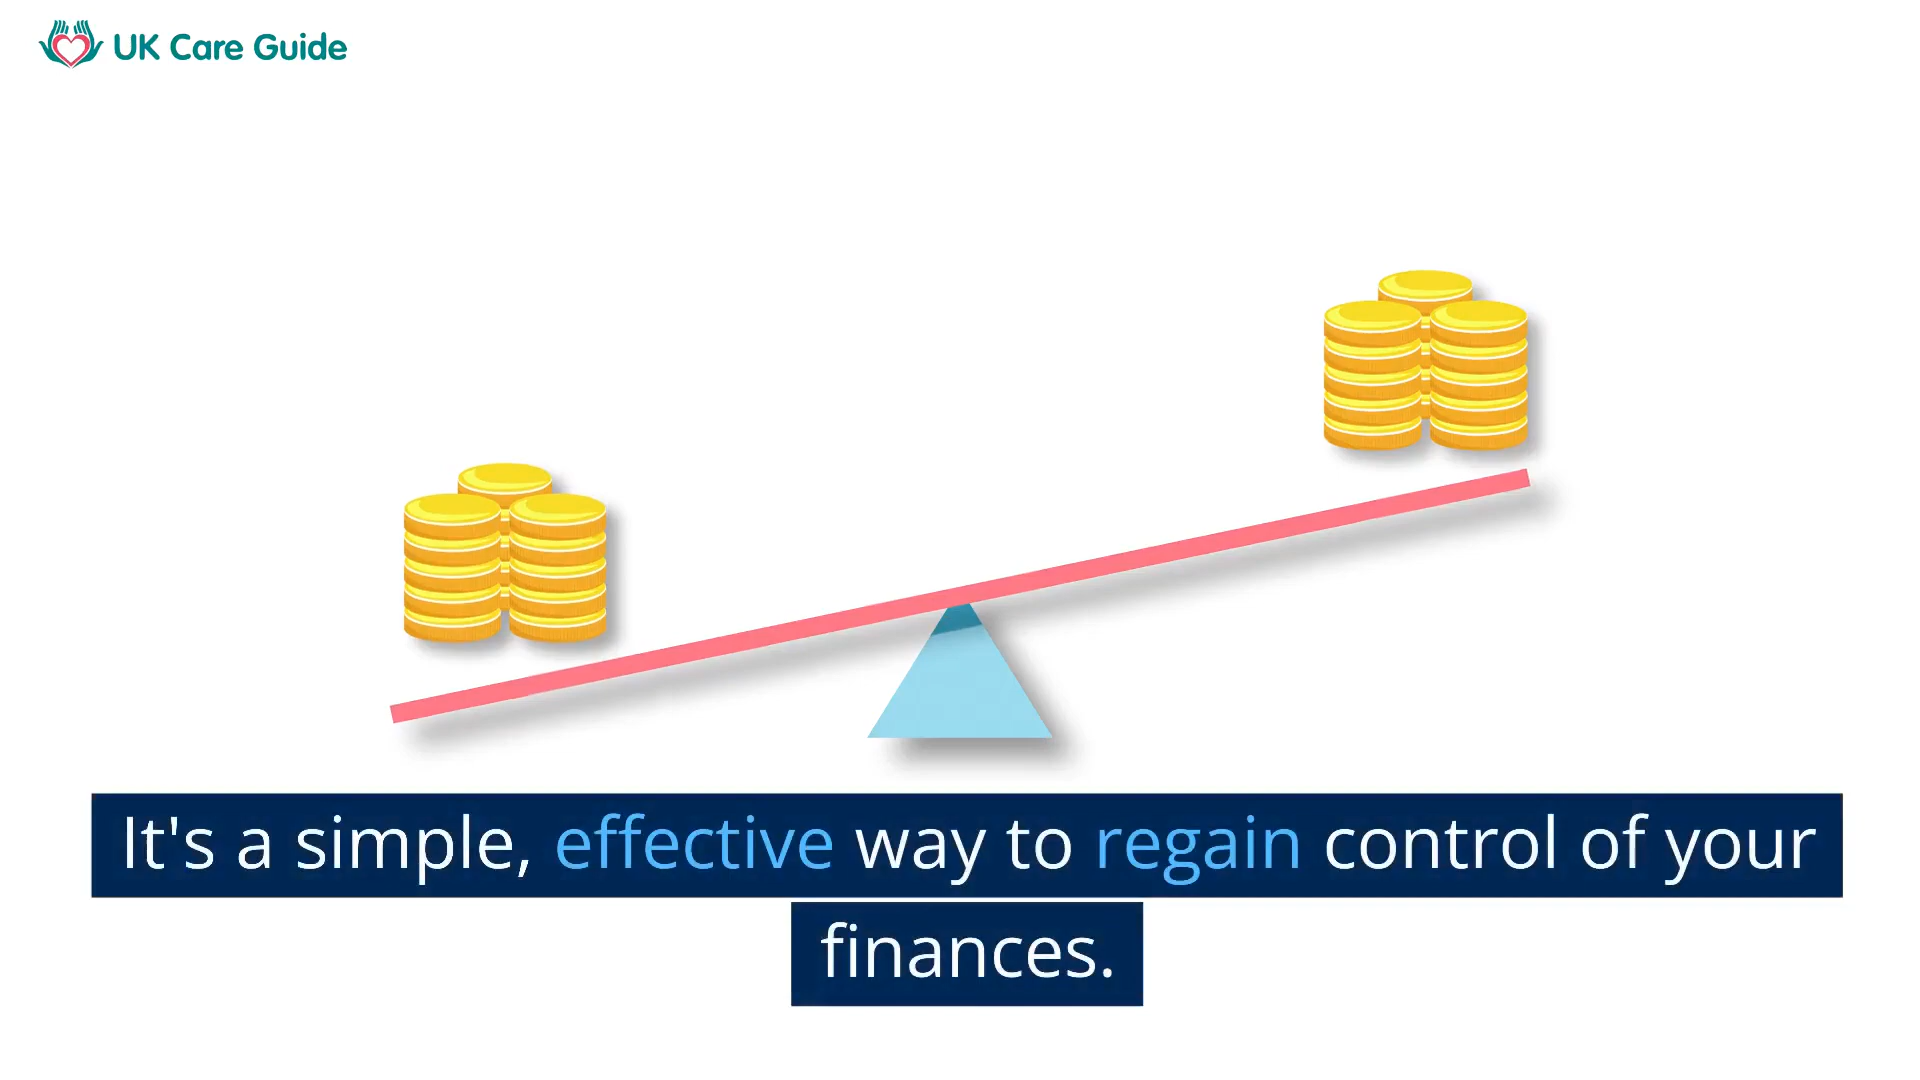 UK Care Guide
It's a simple, effective way to regain control of your
finances.